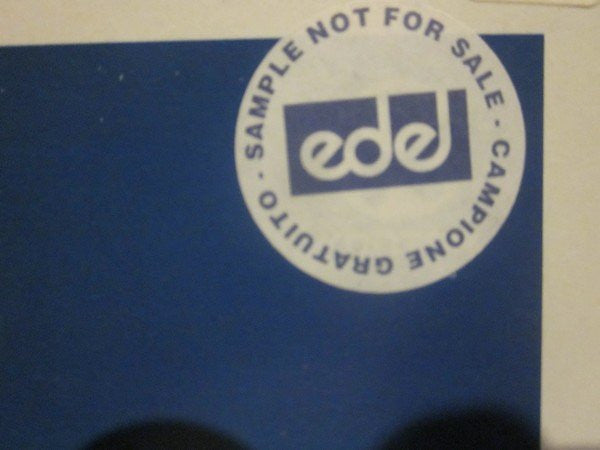 SAMPLE NOT FOR SALE - CAMPIONE GRATUITO -
edel